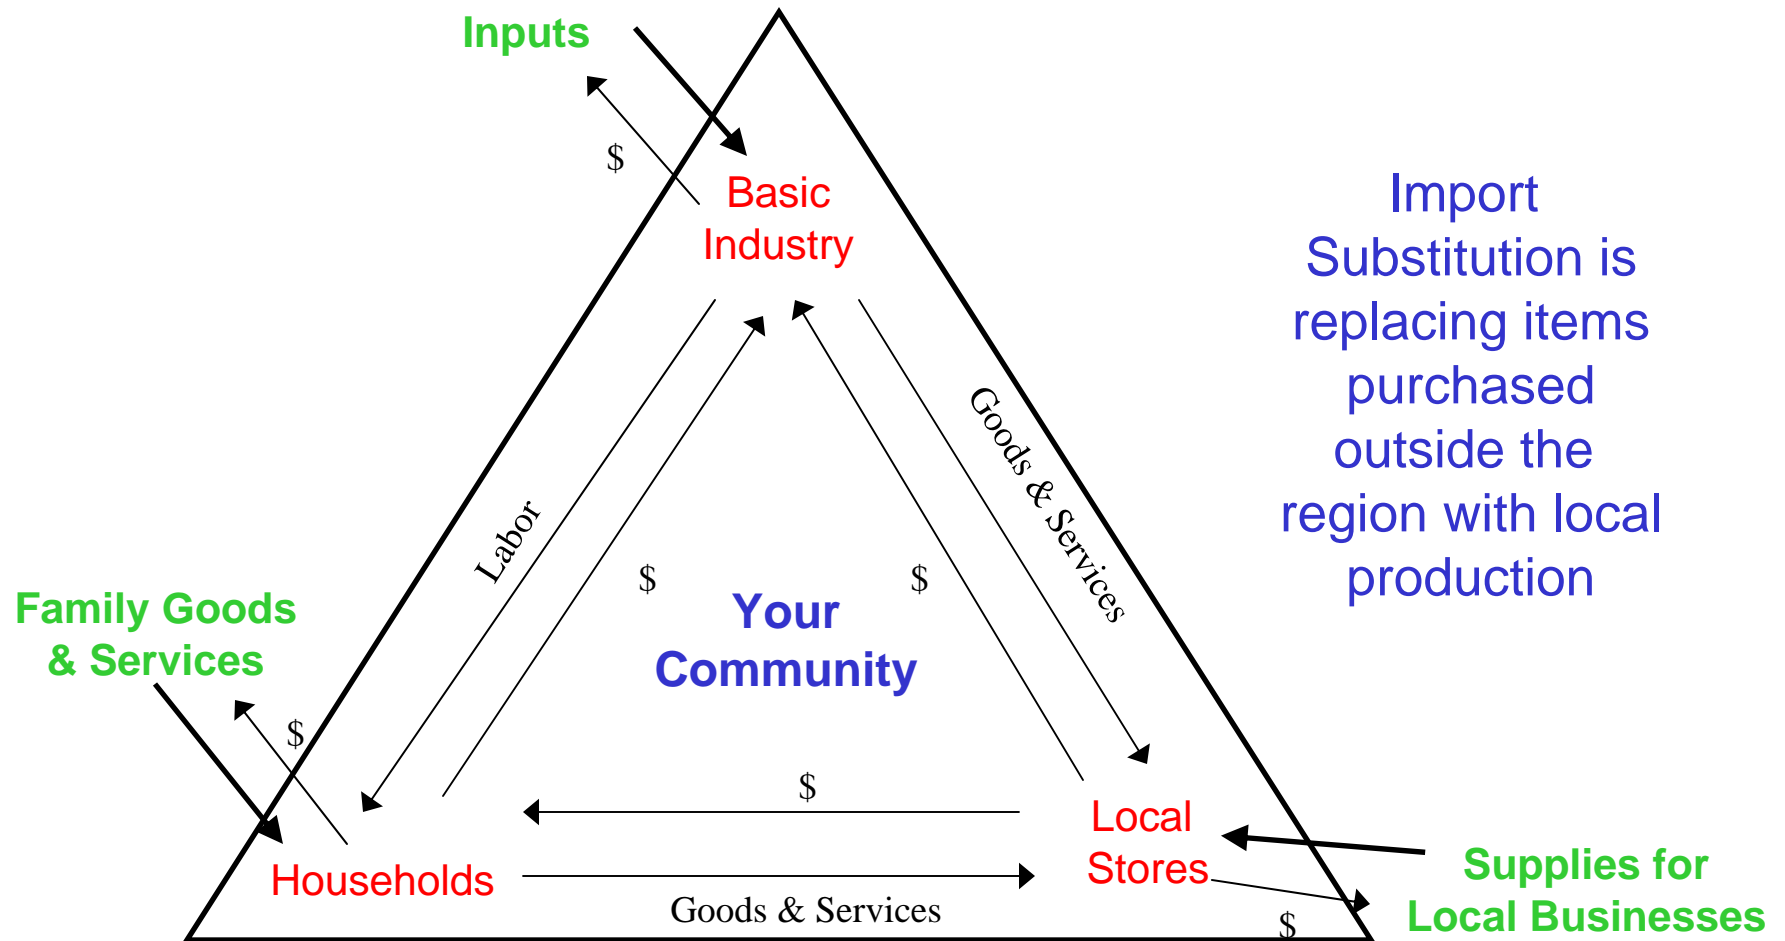 Inputs
$
Basic
Industry
Import
Substitution is
replacing items
purchased
outside the
region with local
production
Goods & Services
Labor
$
$
Your
Community
Family Goods
& Services
$
$
Local
Stores
Households
Goods & Services
Supplies for
Local Businesses
$